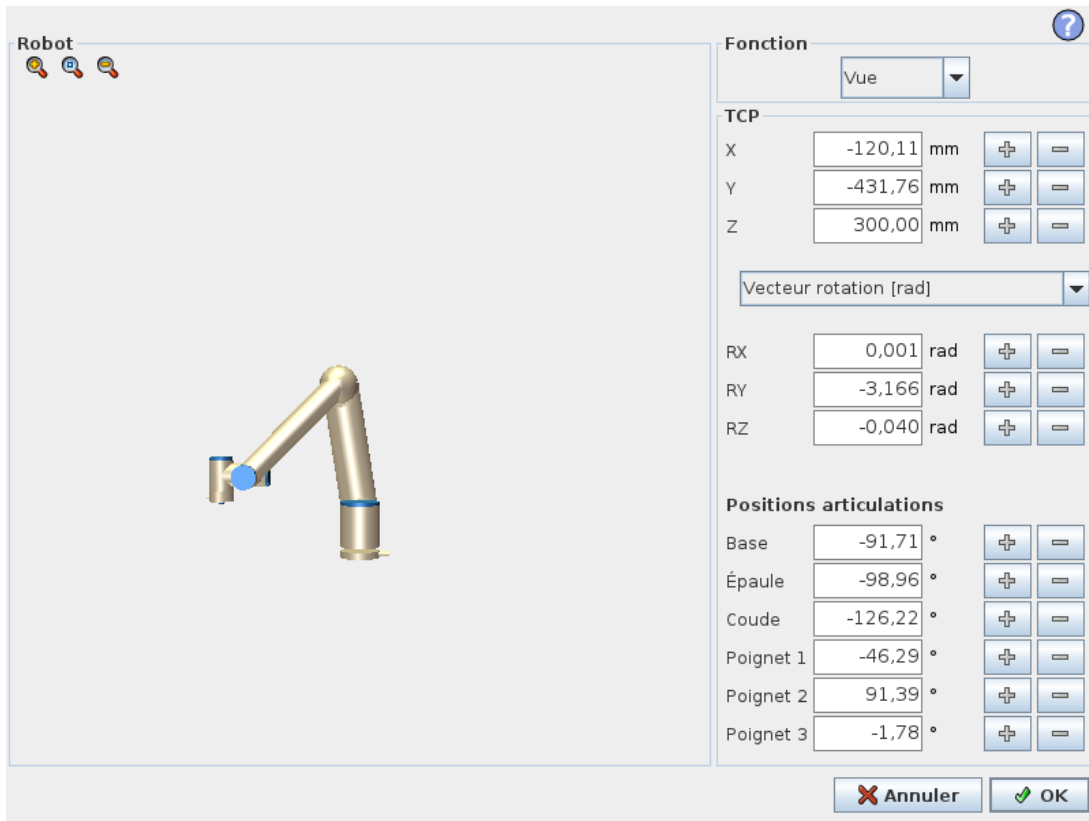 Robot
Fonction
?
Vue
TCP
X -120,11 mm
Y -431,76 mm
Z 300,00 mm
Vecteur rotation [rad]
RX 0,001 rad
RY -3,166 rad
RZ -0,040 rad
Positions articulations
Base -91,71 °
Épaule -98,96 °
Coude -126,22 °
Poignet 1 -46,29 °
Poignet 2 91,39 °
Poignet 3 -1,78 °
Annuler
OK